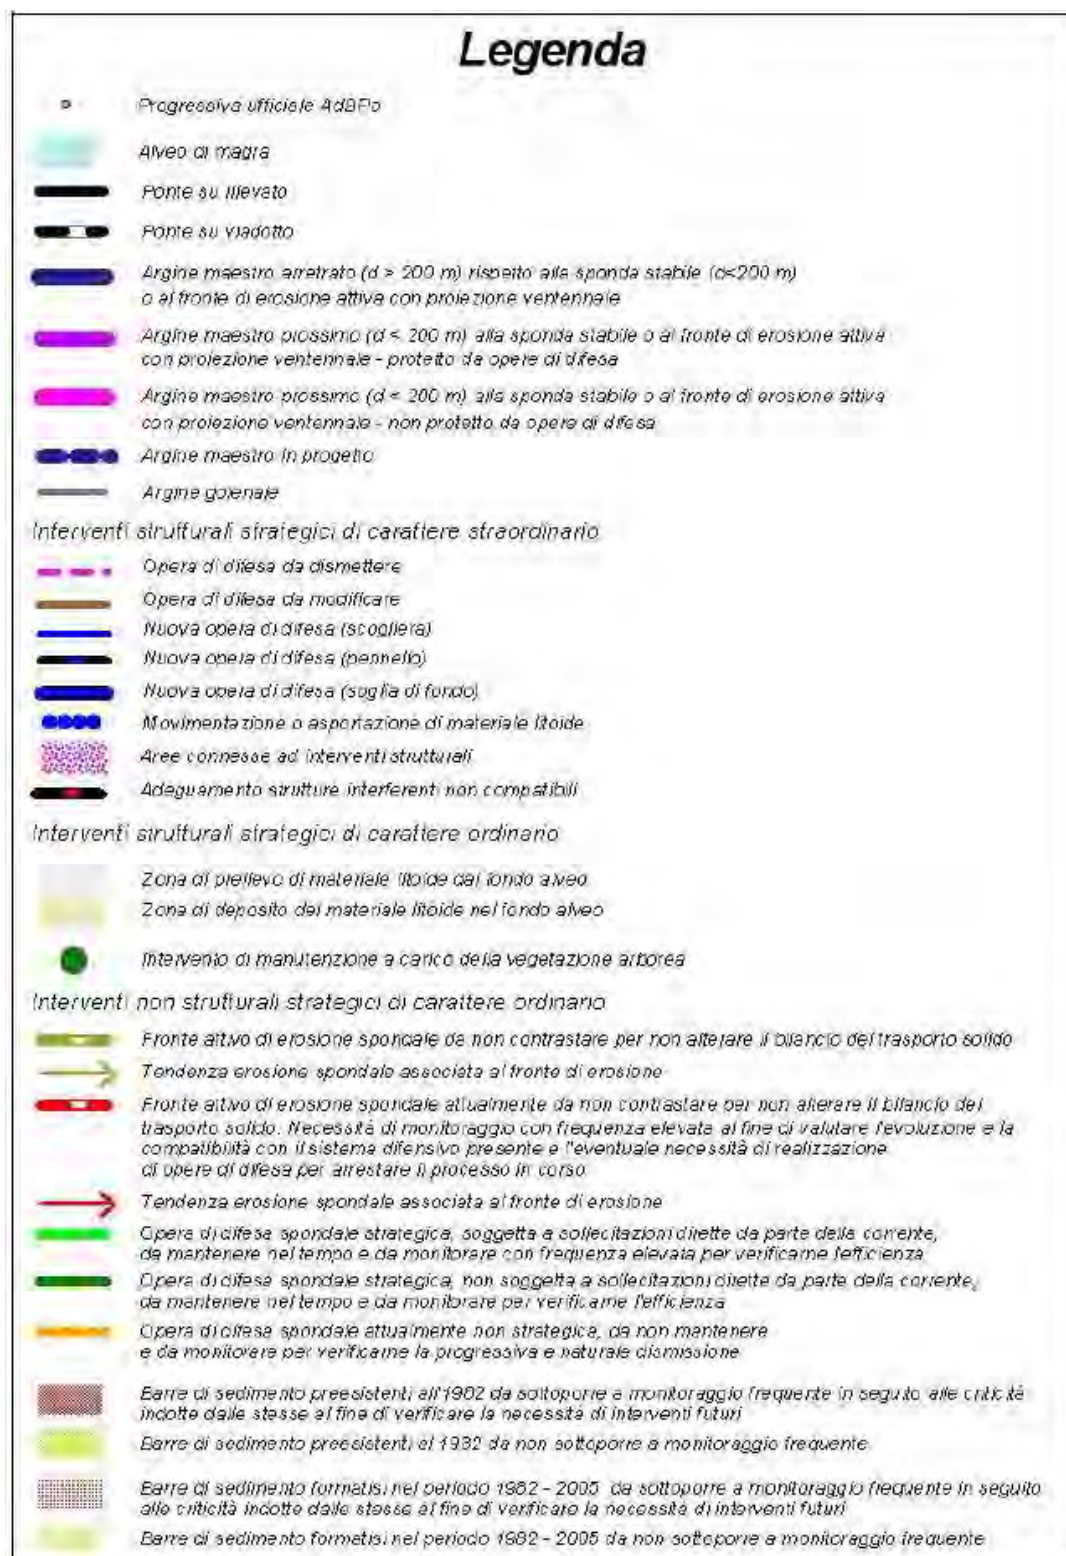 Legenda
Progressiva ufficiale AdBPo
Alveo di magra
Ponte su rilevato
Ponte su viadotto
Argine maestro arretrato (d > 200 m) rispetto alla sponda stabile (d<200 m)
o al fronte di erosione attiva con proiezione ventennale
Argine maestro prossimo (d < 200 m) alla sponda stabile o al fronte di erosione attiva
con proiezione ventennale - protetto da opere di difesa
Argine maestro prossimo (d < 200 m) alla sponda stabile o al fronte di erosione attiva
con proiezione ventennale - non protetto da opere di difesa
Argine maestro in progetto
Argine golenale
Interventi strutturali strategici di carattere straordinario
Opera di difesa da dismettere
Opera di difesa da modificare
Nuova opera di difesa (scogliera)
Nuova opera di difesa (pennello)
Nuova opera di difesa (soglia di fondo)
Movimentazione o asportazione di materiale litoide
Aree connesse ad interventi strutturali
Adeguamento strutture interferenti non compatibili
Interventi strutturali strategici di carattere ordinario
Zona di prelievo di materiale litoide dal fondo alveo
Zona di deposito del materiale litoide nel fondo alveo
Intervento di manutenzione a carico della vegetazione arborea
Interventi non strutturali strategici di carattere ordinario
Fronte attivo di erosione spondale da non contrastare per non alterare il bilancio del trasporto solido
Tendenza erosione spondale associata al fronte di erosione
Fronte attivo di erosione spondale attualmente da non contrastare per non alterare il bilancio del
trasporto solido. Necessità di monitoraggio con frequenza elevata al fine di valutare l'evoluzione e la
compatibilità con il sistema difensivo presente e l'eventuale necessità di realizzazione
di opere di difesa per arrestare il processo in corso
Tendenza erosione spondale associata al fronte di erosione
Opera di difesa spondale strategica, soggetta a sollecitazioni dirette da parte della corrente,
da mantenere nel tempo e da monitorare con frequenza elevata per verificarne l'efficienza
Opera di difesa spondale strategica, non soggetta a sollecitazioni dirette da parte della corrente,
da mantenere nel tempo e da monitorare per verificarne l'efficienza
Opera di difesa spondale attualmente non strategica, da non mantenere
e da monitorare per verificarne la progressiva e naturale dismissione
Barre di sedimento preesistenti all'1982 da sottoporre a monitoraggio frequente in seguito alle criticità
indotte dalle stesse al fine di verificare la necessità di interventi futuri
Barre di sedimento preesistenti al 1982 da non sottoporre a monitoraggio frequente
Barre di sedimento formatisi nel periodo 1982 - 2005 da sottoporre a monitoraggio frequente in seguito
alle criticità indotte dalle stesse al fine di verificare la necessità di interventi futuri
Barre di sedimento formatisi nel periodo 1982 - 2005 da non sottoporre a monitoraggio frequente